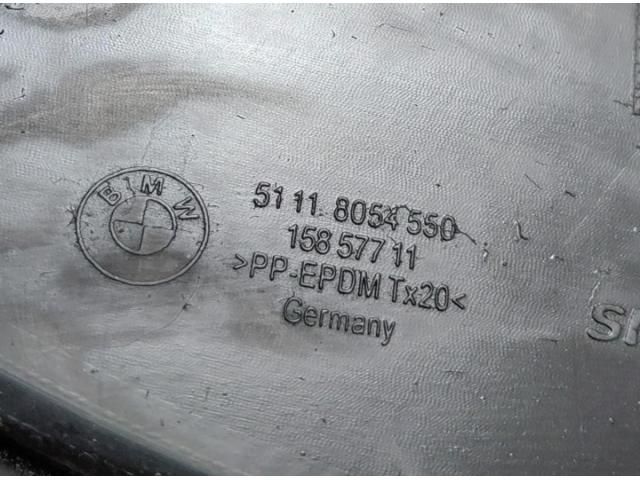 BMW
51 11 8054 550
158 577 11
>PP-EPDM Tx20<
Germany